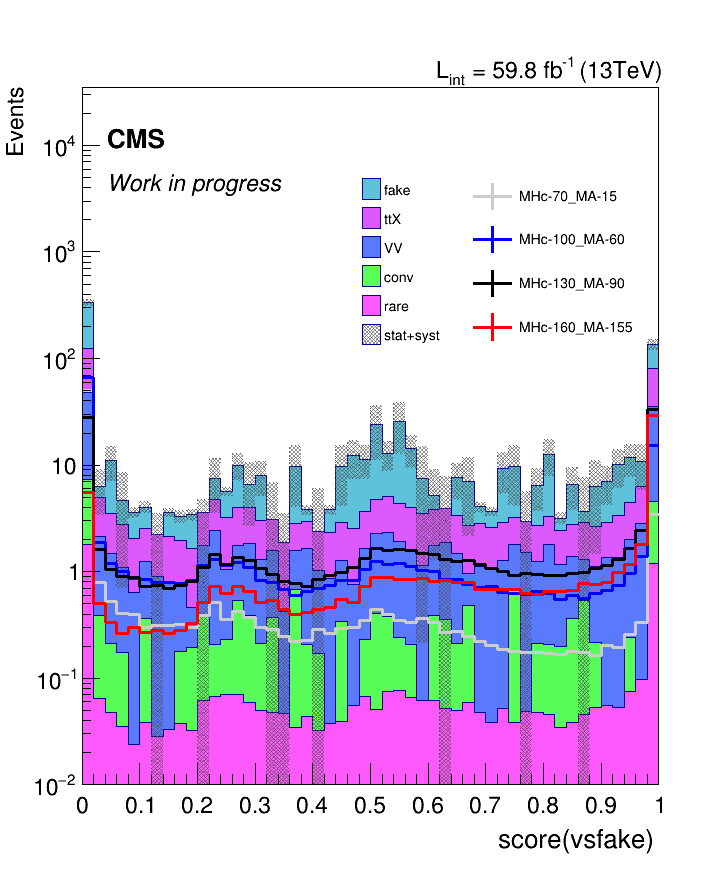 L_int = 59.8 fb^-1 (13TeV)
Events
CMS
Work in progress
fake
ttX
VV
conv
rare
stat+syst
MHc-70_MA-15
MHc-100_MA-60
MHc-130_MA-90
MHc-160_MA-155
10^4
10^3
10^2
10
1
10^−1
10^−2
0 0.1 0.2 0.3 0.4 0.5 0.6 0.7 0.8 0.9 1
score(vsfake)